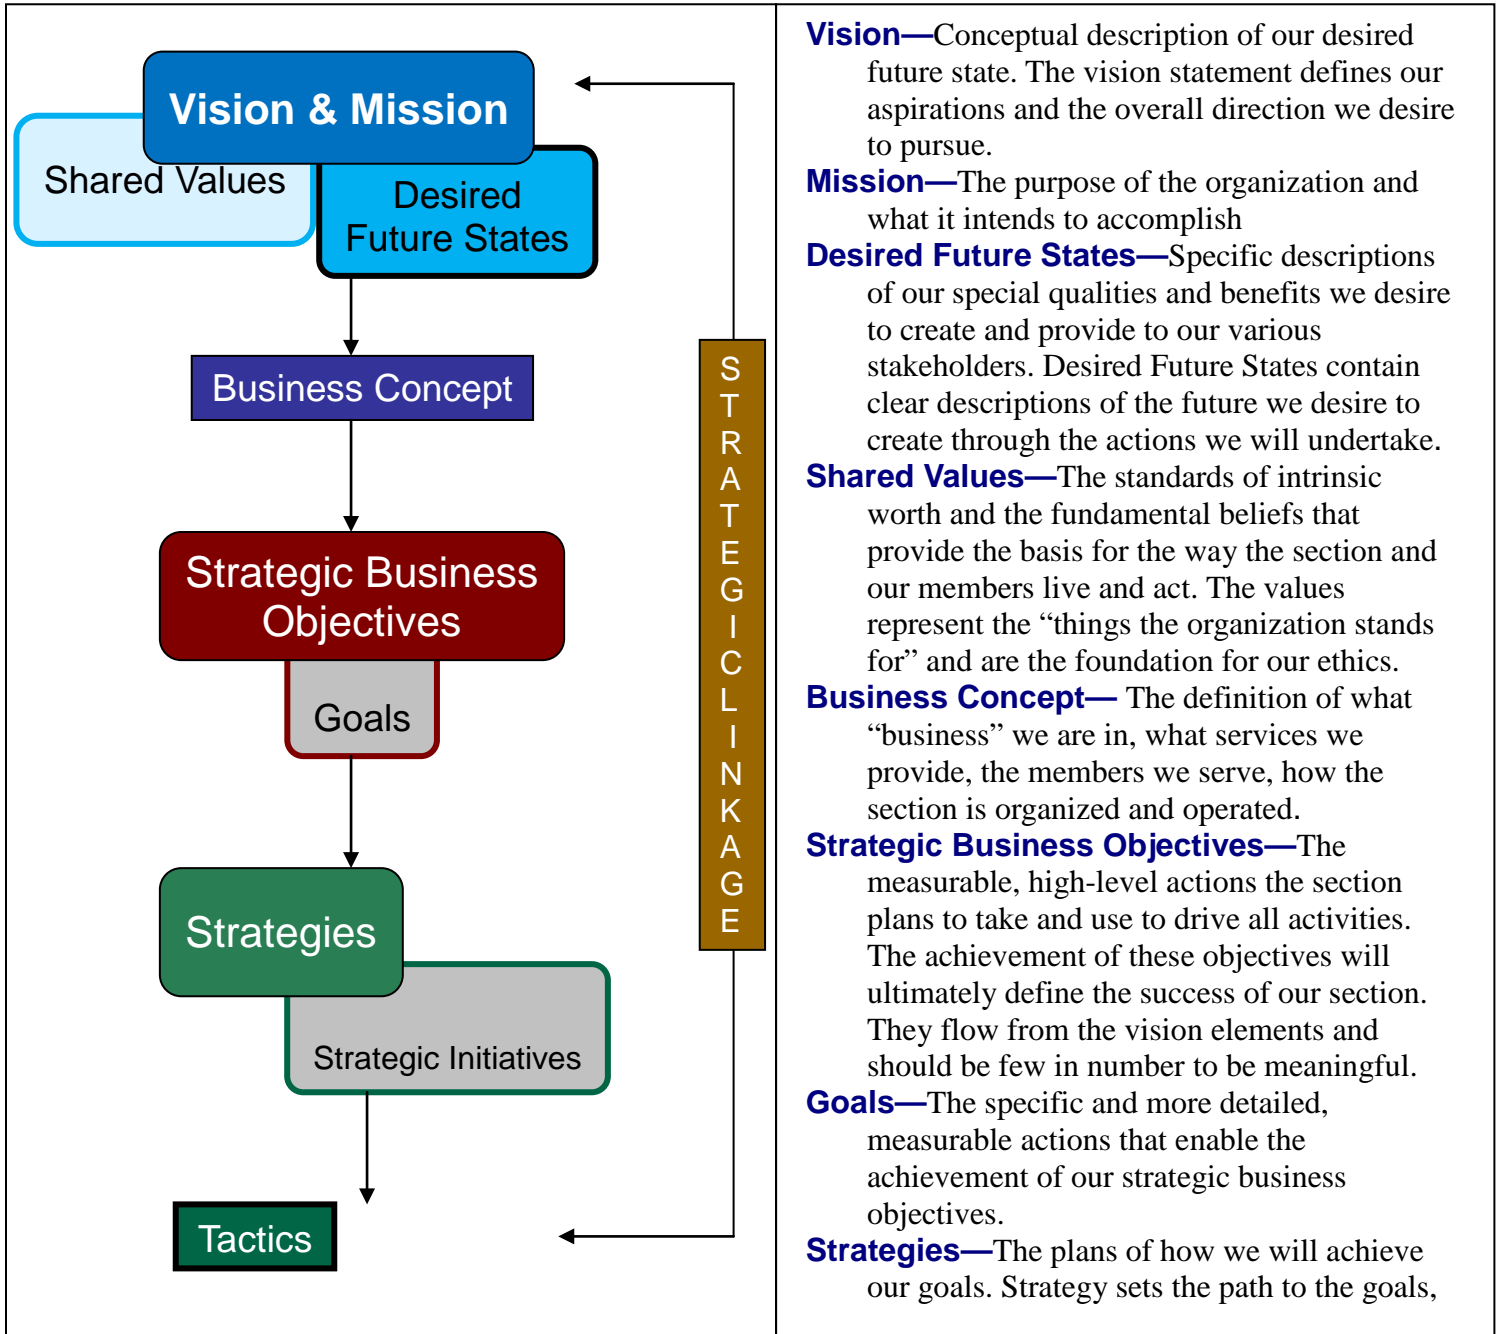 Vision & Mission
Shared Values
Desired
Future States
Business Concept
Strategic Business
Objectives
Goals
Strategies
Strategic Initiatives
Tactics
S
T
R
A
T
E
G
I
C
L
I
N
K
A
G
E
Vision—Conceptual description of our desired
future state. The vision statement defines our
aspirations and the overall direction we desire
to pursue.
Mission—The purpose of the organization and
what it intends to accomplish
Desired Future States—Specific descriptions
of our special qualities and benefits we desire
to create and provide to our various
stakeholders. Desired Future States contain
clear descriptions of the future we desire to
create through the actions we will undertake.
Shared Values—The standards of intrinsic
worth and the fundamental beliefs that
provide the basis for the way the section and
our members live and act. The values
represent the “things the organization stands
for” and are the foundation for our ethics.
Business Concept— The definition of what
“business” we are in, what services we
provide, the members we serve, how the
section is organized and operated.
Strategic Business Objectives—The
measurable, high-level actions the section
plans to take and use to drive all activities.
The achievement of these objectives will
ultimately define the success of our section.
They flow from the vision elements and
should be few in number to be meaningful.
Goals—The specific and more detailed,
measurable actions that enable the
achievement of our strategic business
objectives.
Strategies—The plans of how we will achieve
our goals. Strategy sets the path to the goals,